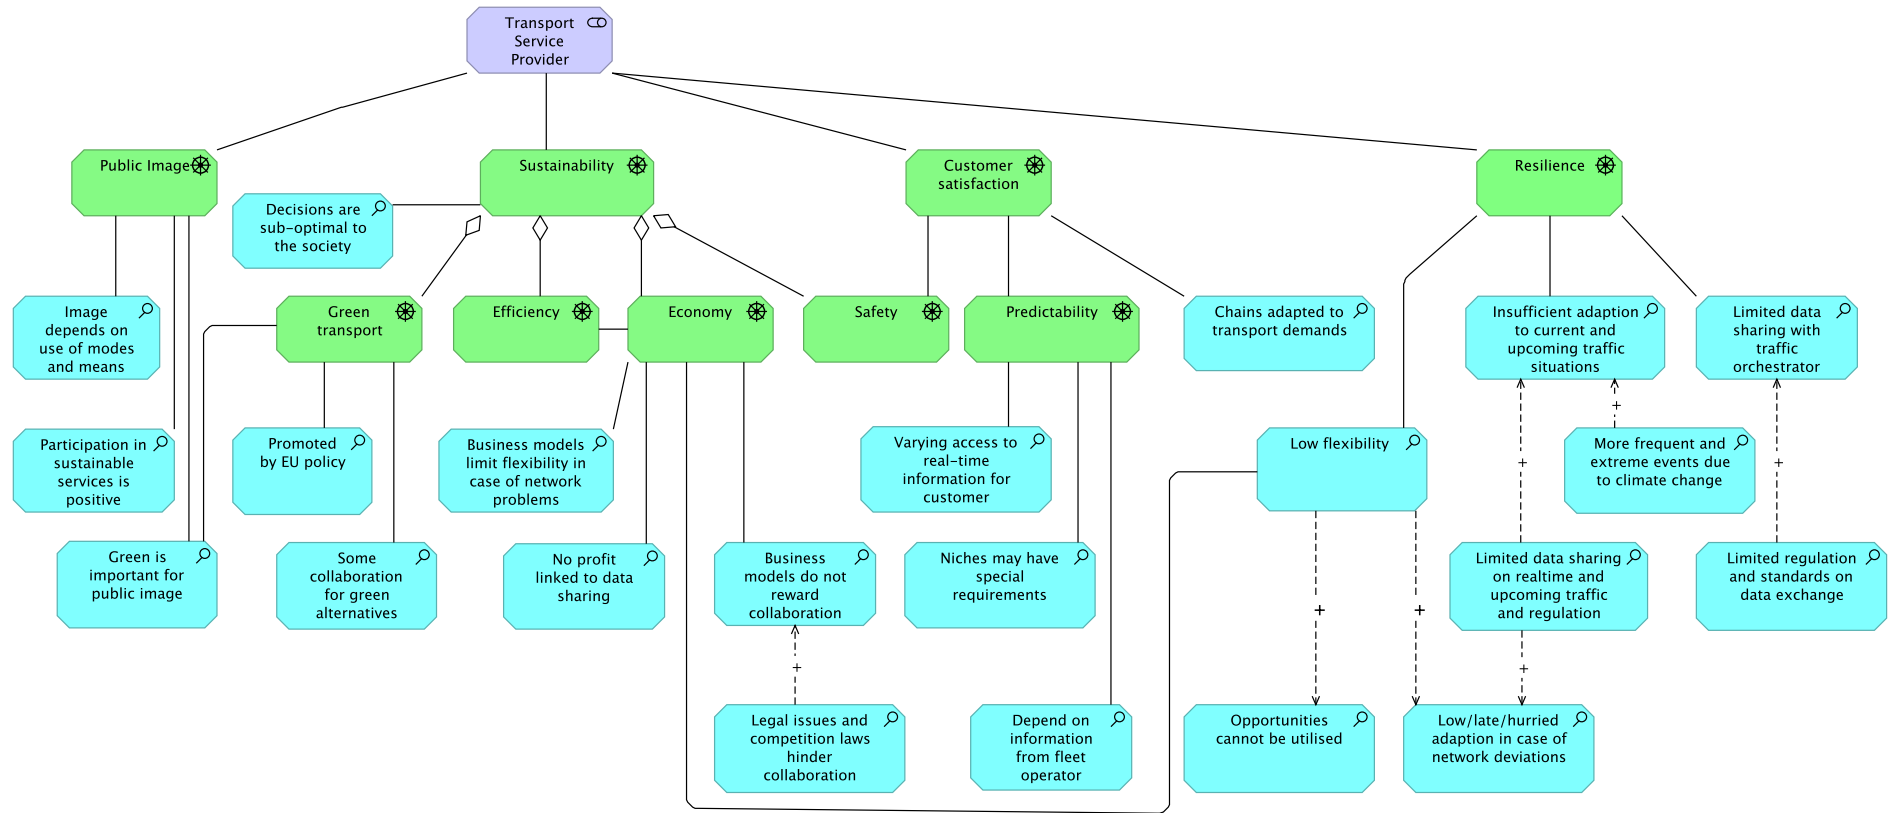 Transport
Service
Provider
Public Image
Sustainability
Customer
satisfaction
Resilience
Decisions are
sub-optimal to
the society
Image
depends on
use of modes
and means
Green
transport
Efficiency
Economy
Safety
Predictability
Chains adapted to
transport demands
Insufficient adaption
to current and
upcoming traffic
situations
Limited data
sharing with
traffic
orchestrator
+
Participation in
sustainable
services is
positive
Promoted
by EU policy
Business models
limit flexibility in
case of network
problems
Varying access to
real-time
information for
customer
Low flexibility
More frequent and
extreme events due
to climate change
+
+
Green is
important for
public image
Some
collaboration
for green
alternatives
No profit
linked to data
sharing
Business
models do not
reward
collaboration
Niches may have
special
requirements
Limited data sharing
on realtime and
upcoming traffic
and regulation
Limited regulation
and standards on
data exchange
+
+
+
+
Legal issues and
competition laws
hinder
collaboration
Depend on
information
from fleet
operator
Opportunities
cannot be utilised
Low/late/hurried
adaption in case of
network deviations